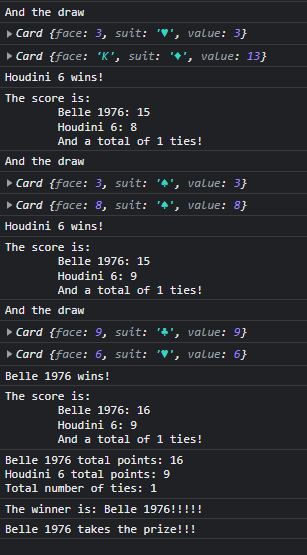 And the draw
▶ Card {face: 3, suit: '♥', value: 3}
▶ Card {face: 'K', suit: '♦', value: 13}
Houdini 6 wins!
The score is:
Belle 1976: 15
Houdini 6: 8
And a total of 1 ties!
And the draw
▶ Card {face: 3, suit: '♠', value: 3}
▶ Card {face: 8, suit: '♠', value: 8}
Houdini 6 wins!
The score is:
Belle 1976: 15
Houdini 6: 9
And a total of 1 ties!
And the draw
▶ Card {face: 9, suit: '♣', value: 9}
▶ Card {face: 6, suit: '♥', value: 6}
Belle 1976 wins!
The score is:
Belle 1976: 16
Houdini 6: 9
And a total of 1 ties!
Belle 1976 total points: 16
Houdini 6 total points: 9
Total number of ties: 1
The winner is: Belle 1976!!!!!
Belle 1976 takes the prize!!!